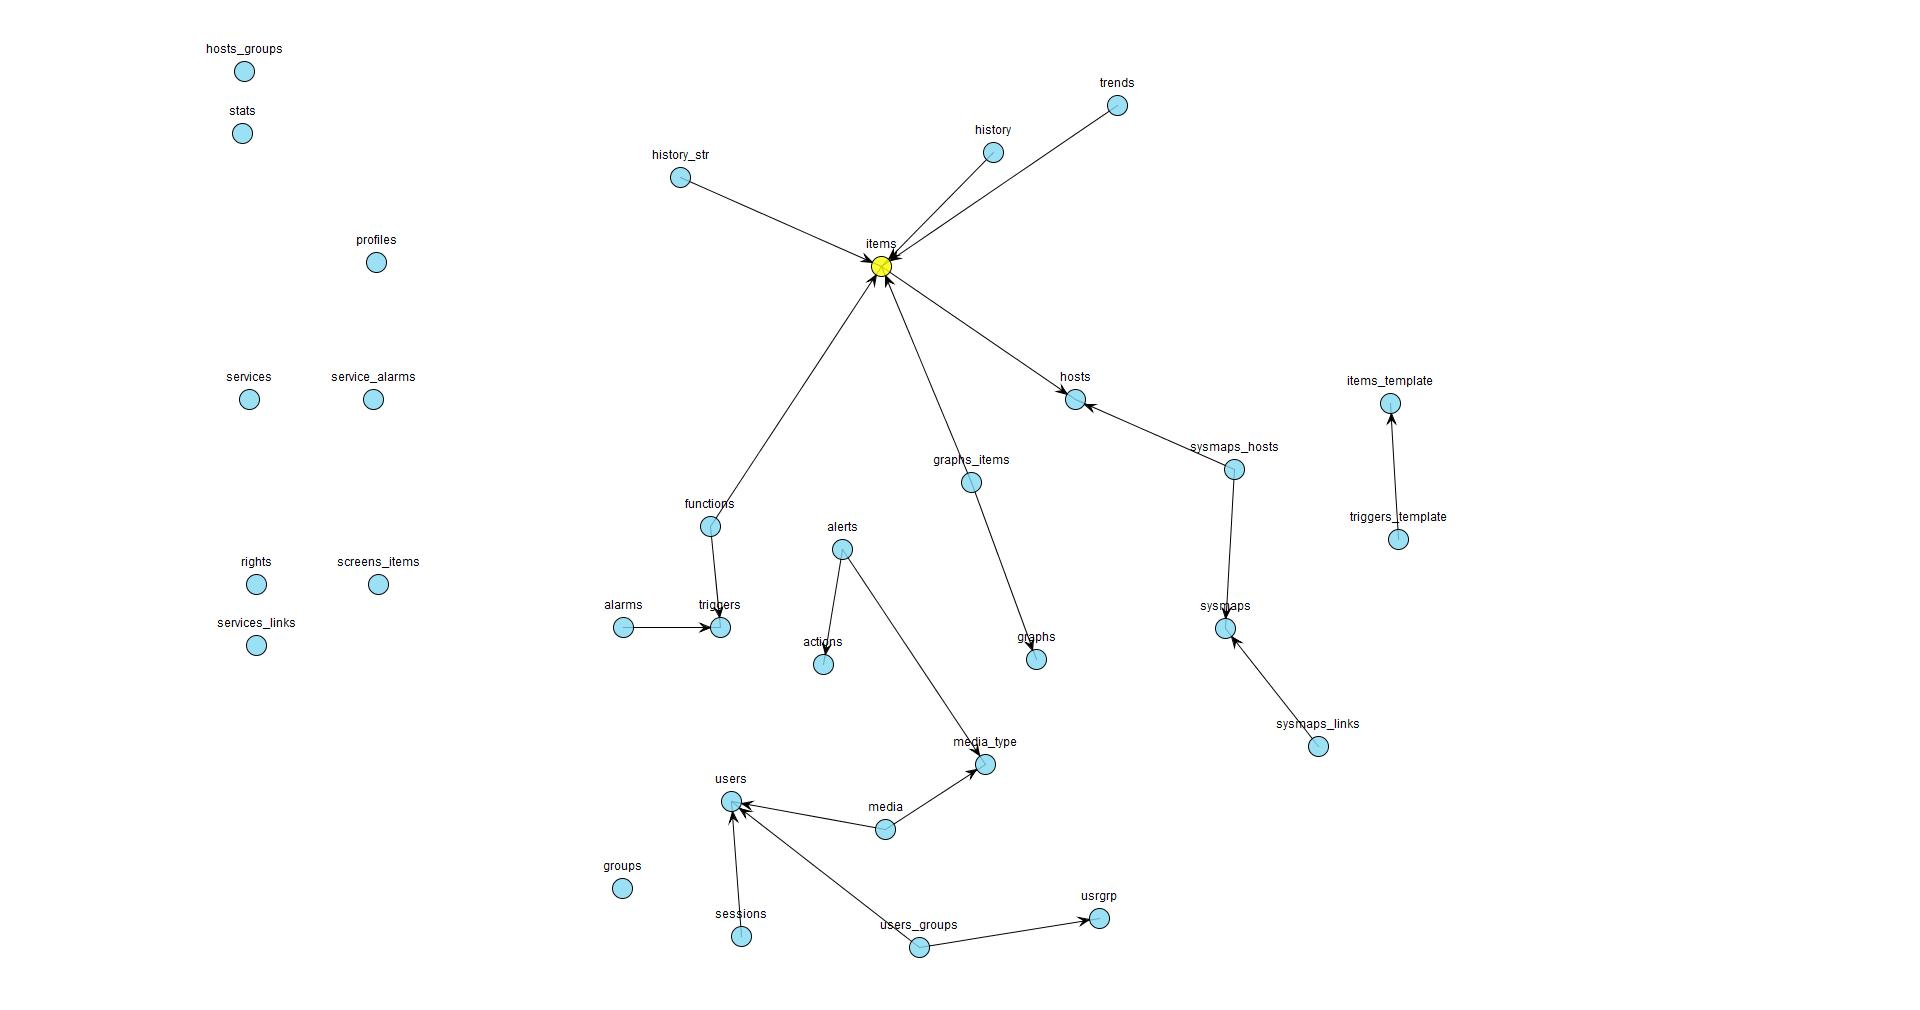 hosts_groups
stats
trends
history
history_str
profiles
items
services
service_alarms
hosts
items_template
sysmaps_hosts
graphs_items
functions
alerts
triggers_template
rights
screens_items
services_links
alarms
triggers
actions
graphs
sysmaps
sysmaps_links
media_type
users
media
groups
sessions
users_groups
usrgrp